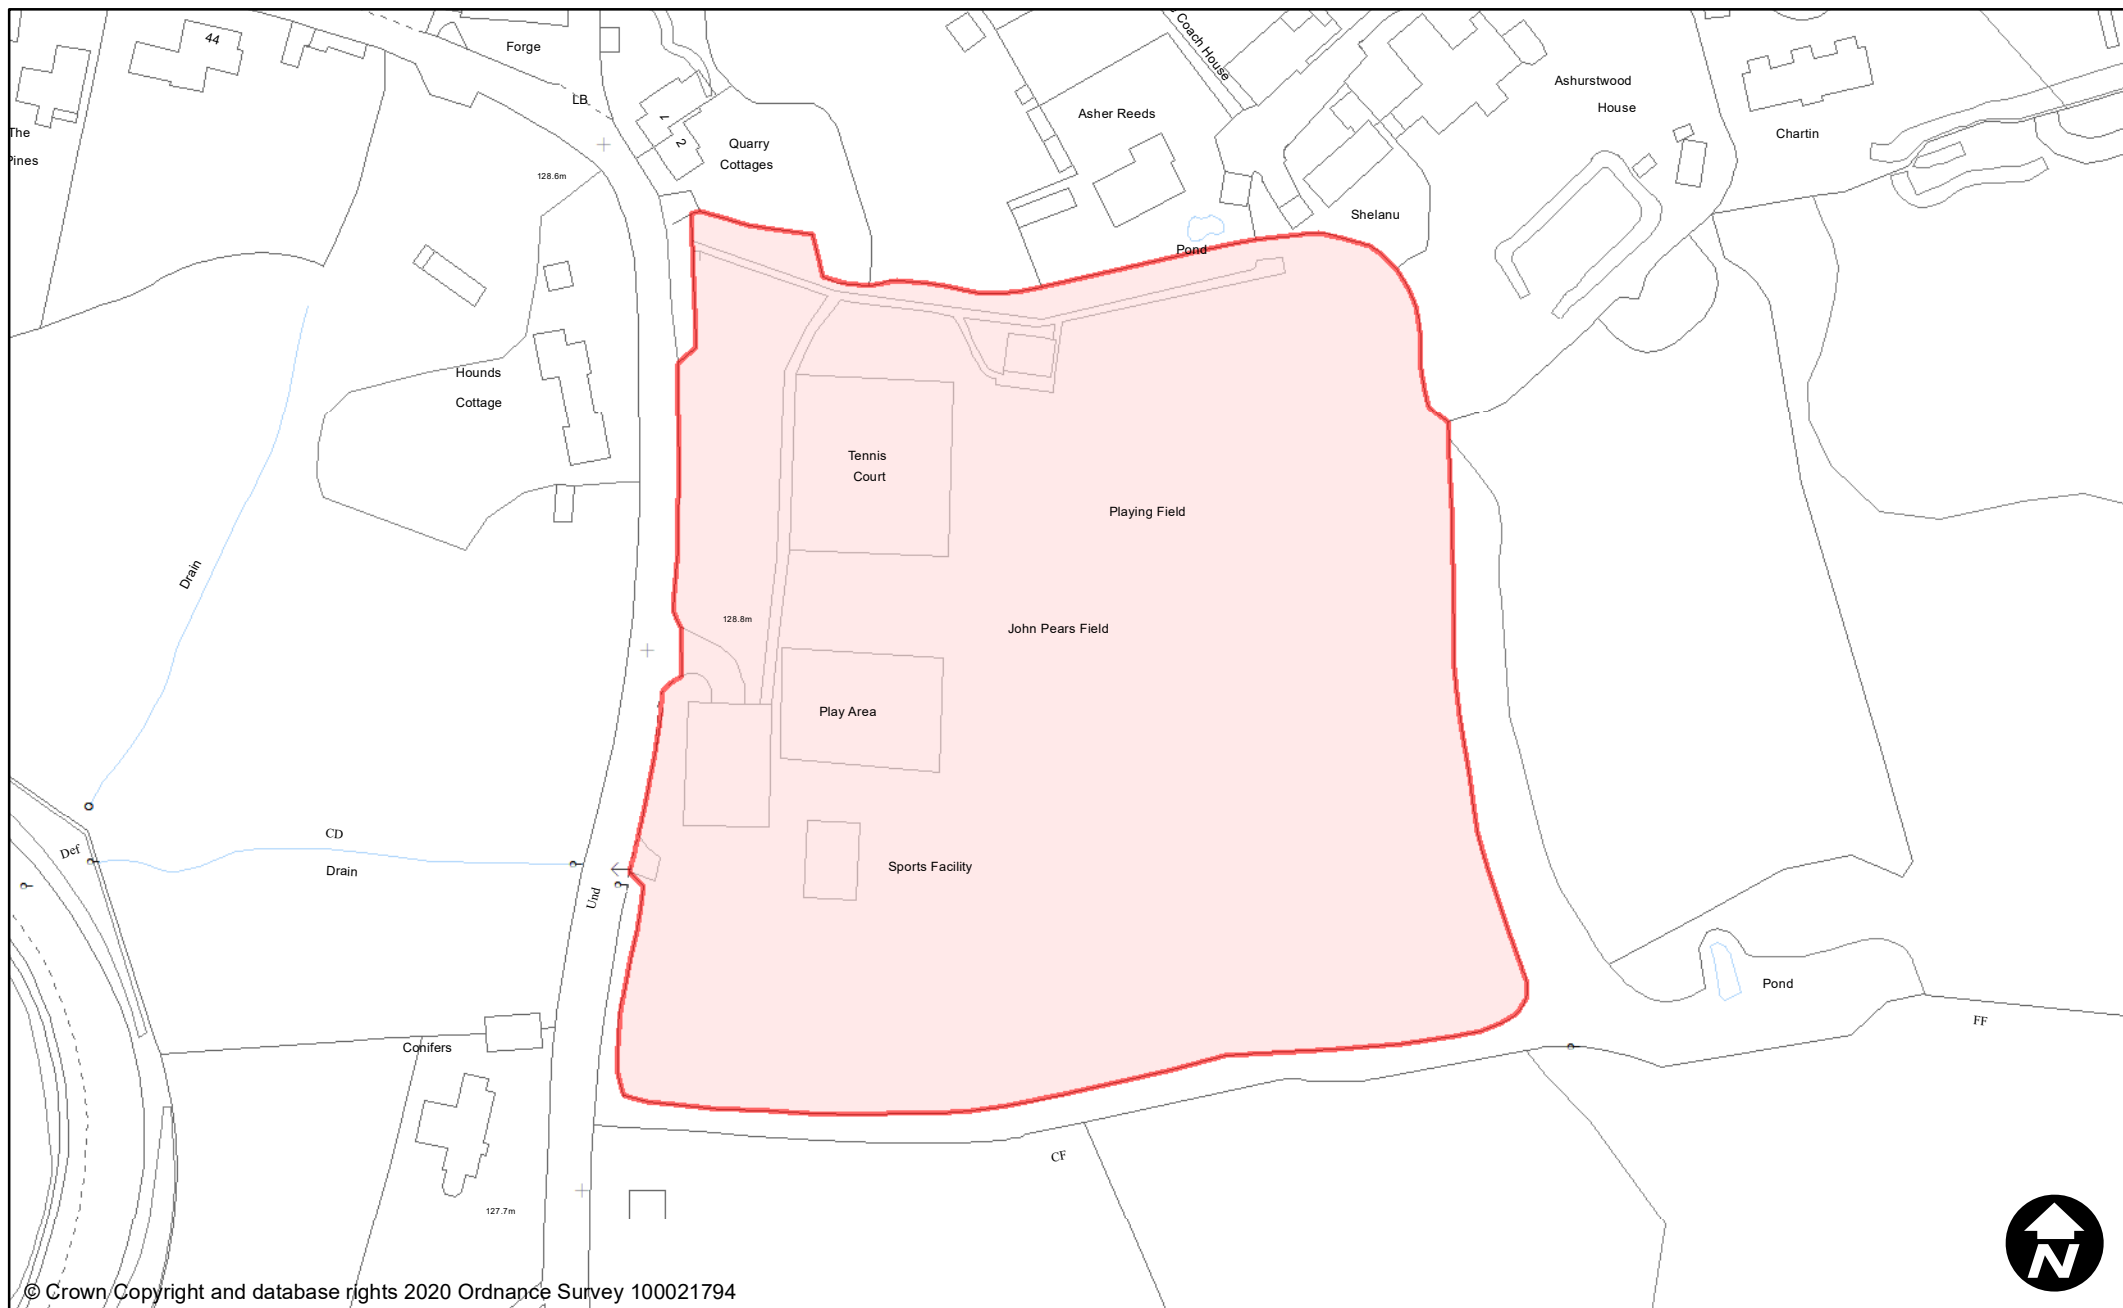 44
Forge
Coach House
Ashurstwood
House
LB
Asher Reeds
1
2
Quarry
Cottages
The
Pines
Chartin
128.6m
Shelanu
Pond
Hounds
Cottage
Tennis
Court
Playing Field
Drain
128.8m
John Pears Field
Play Area
CD
Def
Drain
Sports Facility
Und
Pond
FF
Conifers
CF
127.7m
N
© Crown Copyright and database rights 2020 Ordnance Survey 100021794